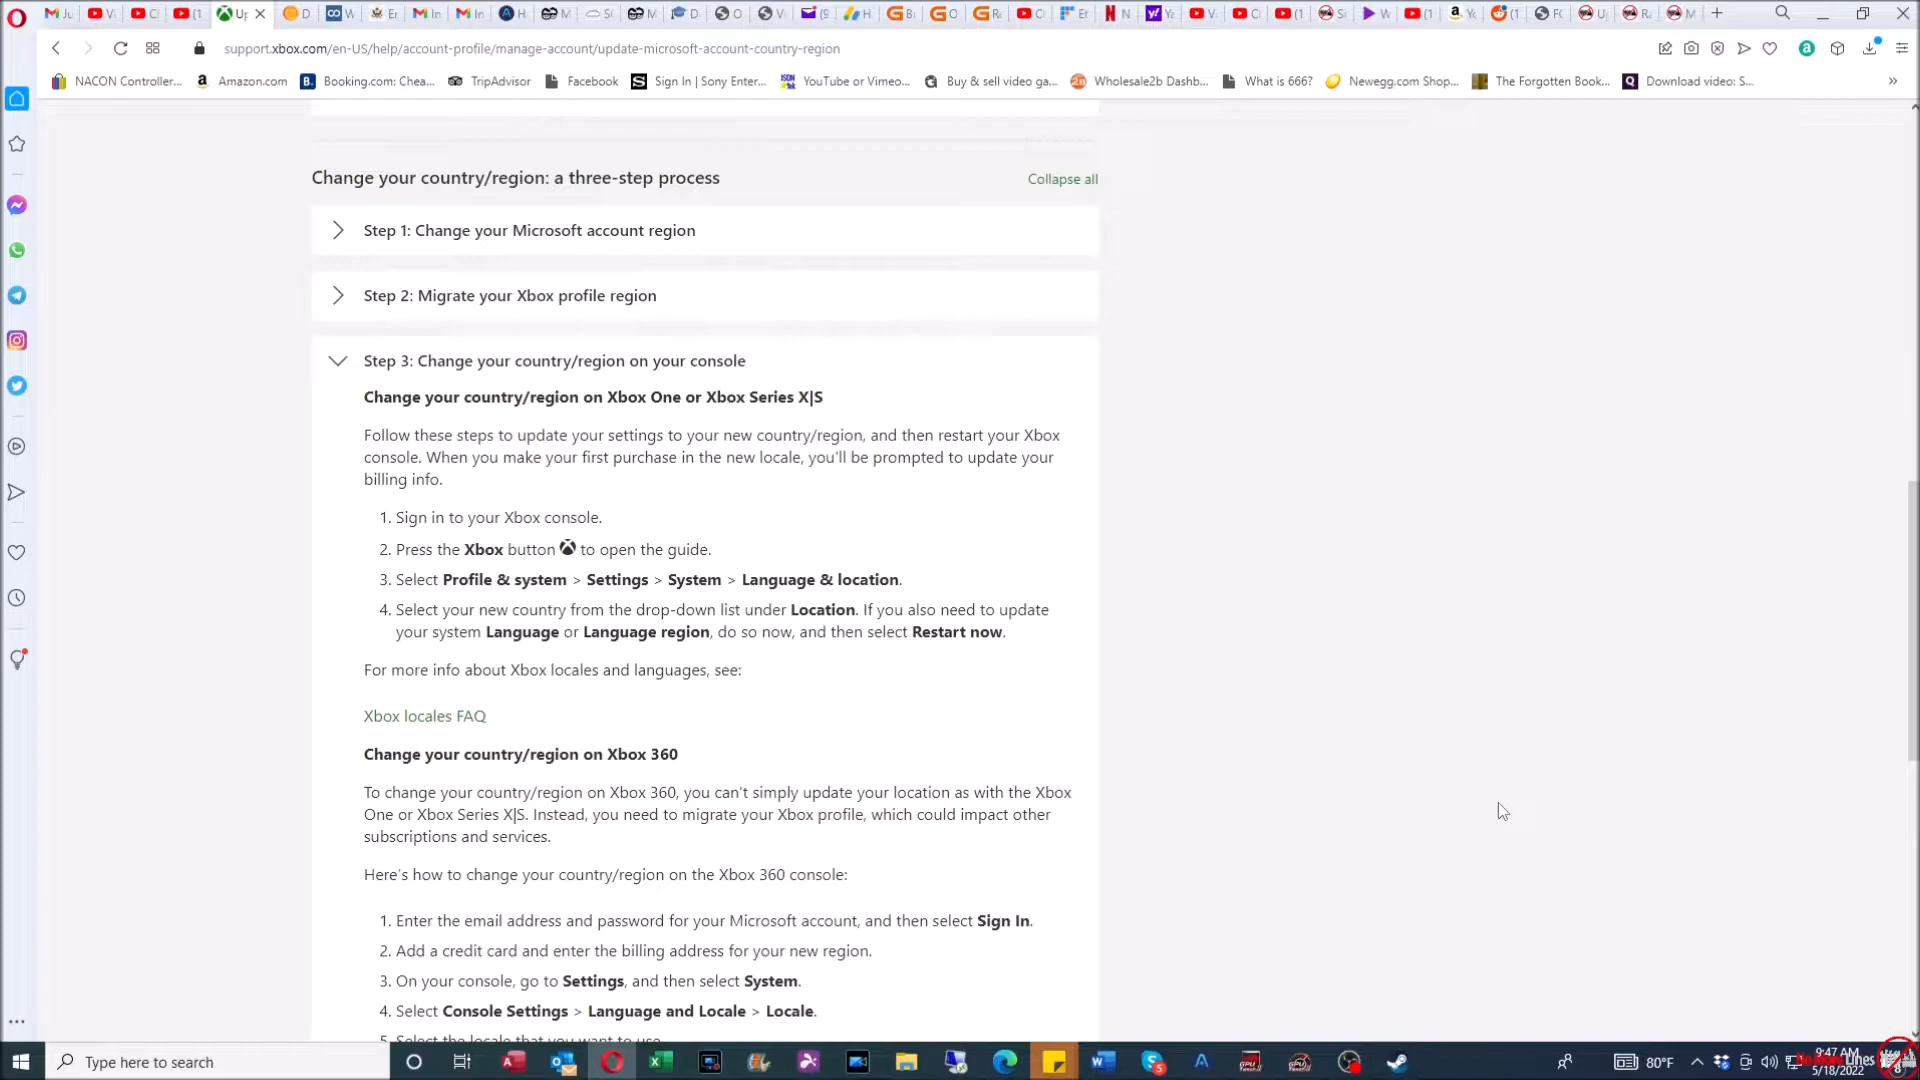 support.xbox.com/en-US/help/account-profile/manage-account/update-microsoft-account-country-region
NACON Controller... Amazon.com Booking.com: Chea... TripAdvisor Facebook Sign In | Sony Enter... YouTube or Vimeo... Buy & sell video ga... Wholesale2b Dashb... What is 666? Newegg.com Shop... The Forgotten Book... Download video: S...
Change your country/region: a three-step process
Collapse all
Step 1: Change your Microsoft account region
Step 2: Migrate your Xbox profile region
Step 3: Change your country/region on your console
Change your country/region on Xbox One or Xbox Series X|S
Follow these steps to update your settings to your new country/region, and then restart your Xbox
console. When you make your first purchase in the new locale, you'll be prompted to update your
billing info.
1. Sign in to your Xbox console.
2. Press the Xbox button to open the guide.
3. Select Profile & system > Settings > System > Language & location.
4. Select your new country from the drop-down list under Location. If you also need to update
your system Language or Language region, do so now, and then select Restart now.
For more info about Xbox locales and languages, see:
Xbox locales FAQ
Change your country/region on Xbox 360
To change your country/region on Xbox 360, you can't simply update your location as with the Xbox
One or Xbox Series X|S. Instead, you need to migrate your Xbox profile, which could impact other
subscriptions and services.
Here's how to change your country/region on the Xbox 360 console:
1. Enter the email address and password for your Microsoft account, and then select Sign In.
2. Add a credit card and enter the billing address for your new region.
3. On your console, go to Settings, and then select System.
4. Select Console Settings > Language and Locale > Locale.
5. Select the locale that you want to use.
Type here to search
80°F
9:47 AM
5/18/2022